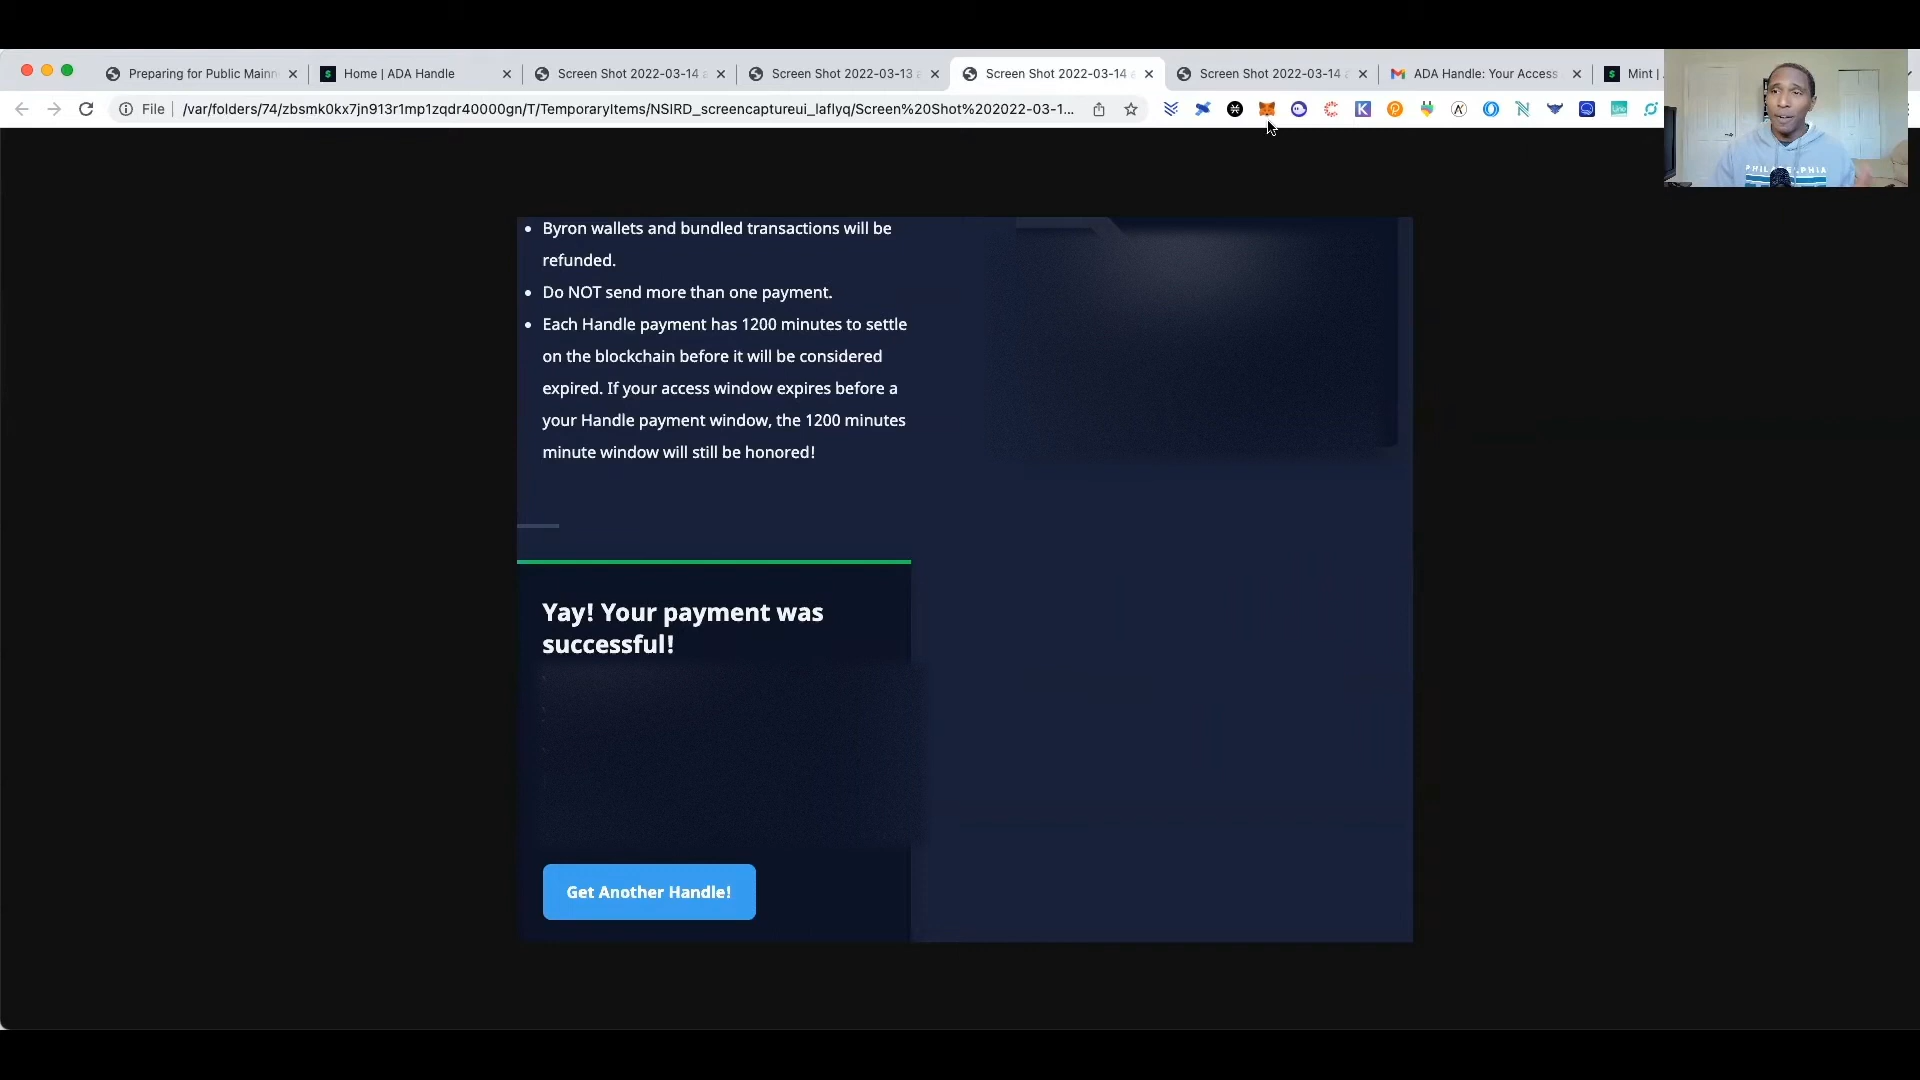 Preparing for Public Mainn
Home | ADA Handle
Screen Shot 2022-03-14 a
Screen Shot 2022-03-13 a
Screen Shot 2022-03-14 a
Screen Shot 2022-03-14 a
ADA Handle: Your Access
Mint |
File
/var/folders/74/zbsmk0kx7jn913r1mp1zqdr40000gn/T/TemporaryItems/NSIRD_screencaptureui_laflyq/Screen%20Shot%202022-03-1...
PHILADELPHIA
Byron wallets and bundled transactions will be
refunded.
Do NOT send more than one payment.
Each Handle payment has 1200 minutes to settle
on the blockchain before it will be considered
expired. If your access window expires before a
your Handle payment window, the 1200 minutes
minute window will still be honored!
Yay! Your payment was
successful!
Get Another Handle!